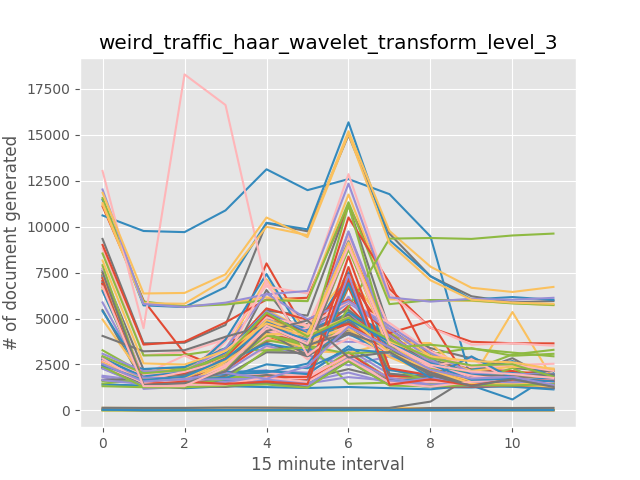 weird_traffic_haar_wavelet_transform_level_3
17500
15000
12500
10000
7500
5000
2500
0
# of document generated
0 2 4 6 8 10
15 minute interval